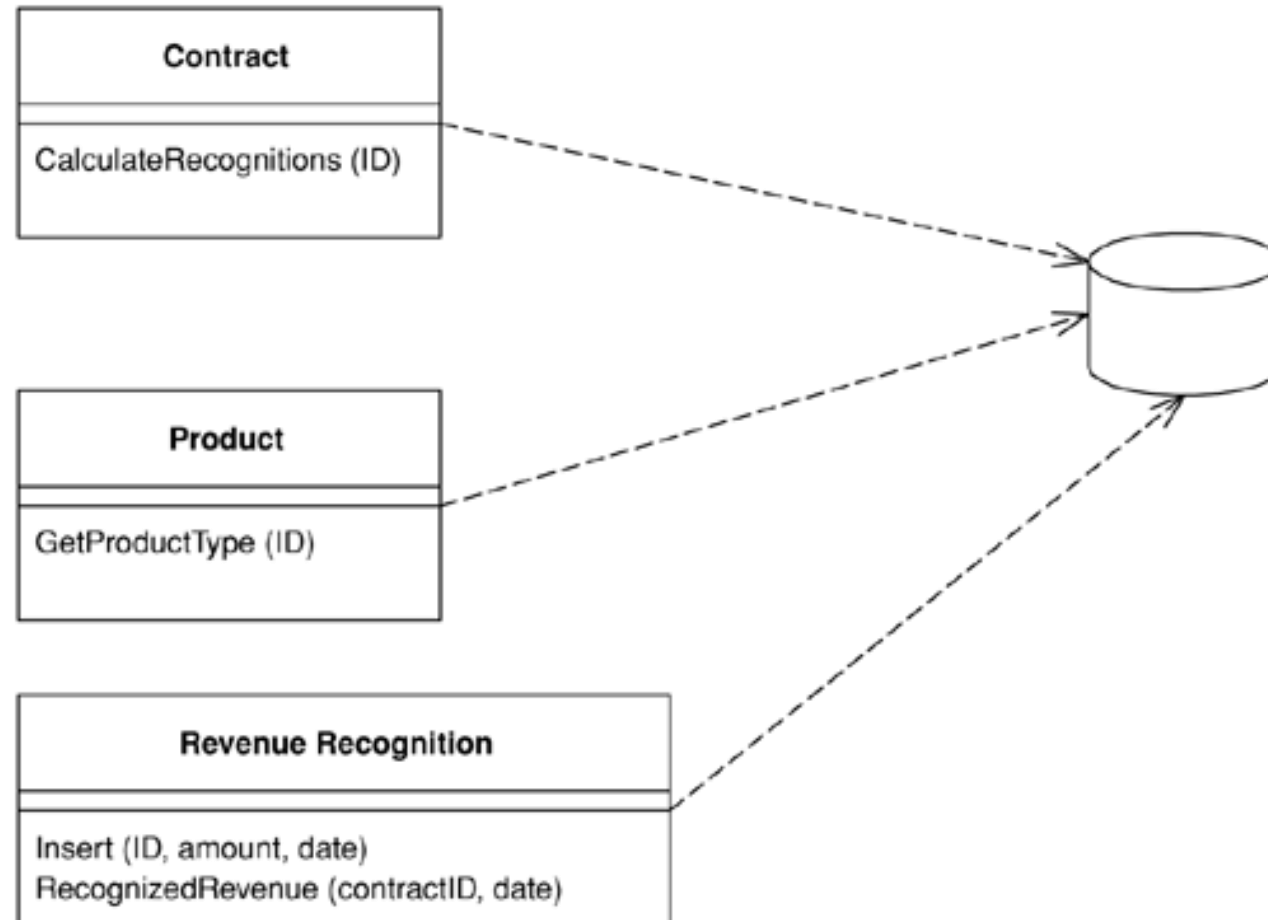 Contract
CalculateRecognitions (ID)
Product
GetProductType (ID)
Revenue Recognition
Insert (ID, amount, date)
RecognizedRevenue (contractID, date)